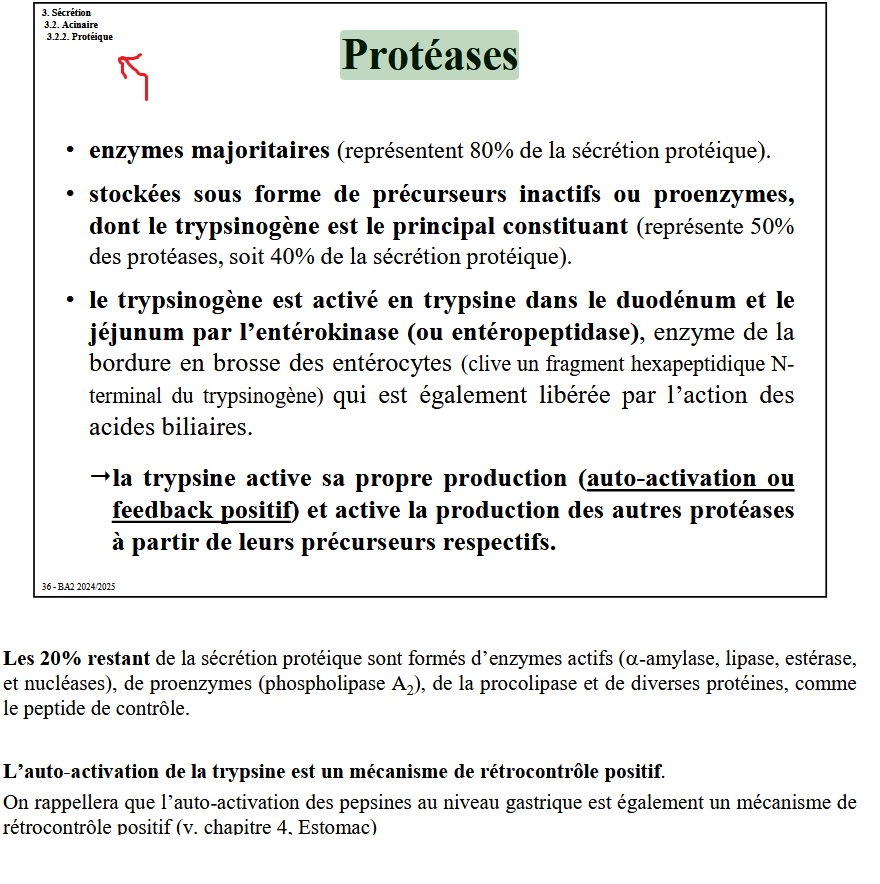 3. Sécrétion
3.2. Acinaire
3.2.2. Protéique
Protéases
• enzymes majoritaires (représentent 80% de la sécrétion protéique).
• stockées sous forme de précurseurs inactifs ou proenzymes,
dont le trypsinogène est le principal constituant (représente 50%
des protéases, soit 40% de la sécrétion protéique).
• le trypsinogène est activé en trypsine dans le duodénum et le
jéjunum par l’entérokinase (ou entéropeptidase), enzyme de la
bordure en brosse des entérocytes (clive un fragment hexapeptidique N-
terminal du trypsinogène) qui est également libérée par l’action des
acides biliaires.
→la trypsine active sa propre production (auto-activation ou
feedback positif) et active la production des autres protéases
à partir de leurs précurseurs respectifs.
36 - BA2 2024/2025
Les 20% restant de la sécrétion protéique sont formés d’enzymes actifs (α-amylase, lipase, estérase,
et nucléases), de proenzymes (phospholipase A₂), de la procolipase et de diverses protéines, comme
le peptide de contrôle.
L’auto-activation de la trypsine est un mécanisme de rétrocontrôle positif.
On rappellera que l’auto-activation des pepsines au niveau gastrique est également un mécanisme de
rétrocontrôle positif (v. chapitre 4, Estomac)